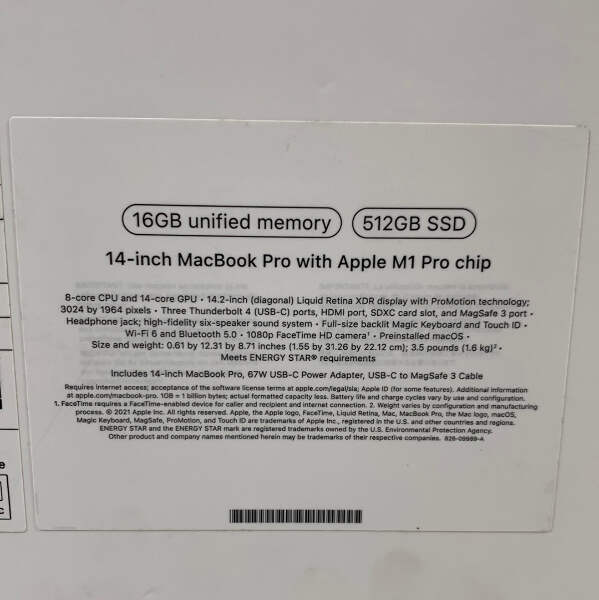 16GB unified memory 512GB SSD
14-inch MacBook Pro with Apple M1 Pro chip
8-core CPU and 14-core GPU • 14.2-inch (diagonal) Liquid Retina XDR display with ProMotion technology;
3024 by 1964 pixels • Three Thunderbolt 4 (USB-C) ports, HDMI port, SDXC card slot, and MagSafe 3 port •
Headphone jack; high-fidelity six-speaker sound system • Full-size backlit Magic Keyboard and Touch ID •
Wi-Fi 6 and Bluetooth 5.0 • 1080p FaceTime HD camera¹ • Preinstalled macOS •
Size and weight: 0.61 by 12.31 by 8.71 inches (1.55 by 31.26 by 22.12 cm); 3.5 pounds (1.6 kg)² •
Meets ENERGY STAR® requirements
Includes 14-inch MacBook Pro, 67W USB-C Power Adapter, USB-C to MagSafe 3 Cable
Requires internet access; acceptance of the software license terms at apple.com/legal/sla; Apple ID (for some features). Additional information
at apple.com/macbook-pro. 1GB = 1 billion bytes; actual formatted capacity less. Battery life and charge cycles vary by use and configuration.
1. FaceTime requires a FaceTime-enabled device for caller and recipient and internet connection. 2. Weight varies by configuration and manufacturing
process. © 2021 Apple Inc. All rights reserved. Apple, the Apple logo, FaceTime, Liquid Retina, Mac, MacBook Pro, the Mac logo, macOS,
Magic Keyboard, MagSafe, ProMotion, and Touch ID are trademarks of Apple Inc., registered in the U.S. and other countries and regions.
ENERGY STAR and the ENERGY STAR mark are registered trademarks owned by the U.S. Environmental Protection Agency.
Other product and company names mentioned herein may be trademarks of their respective companies. 826-09989-A